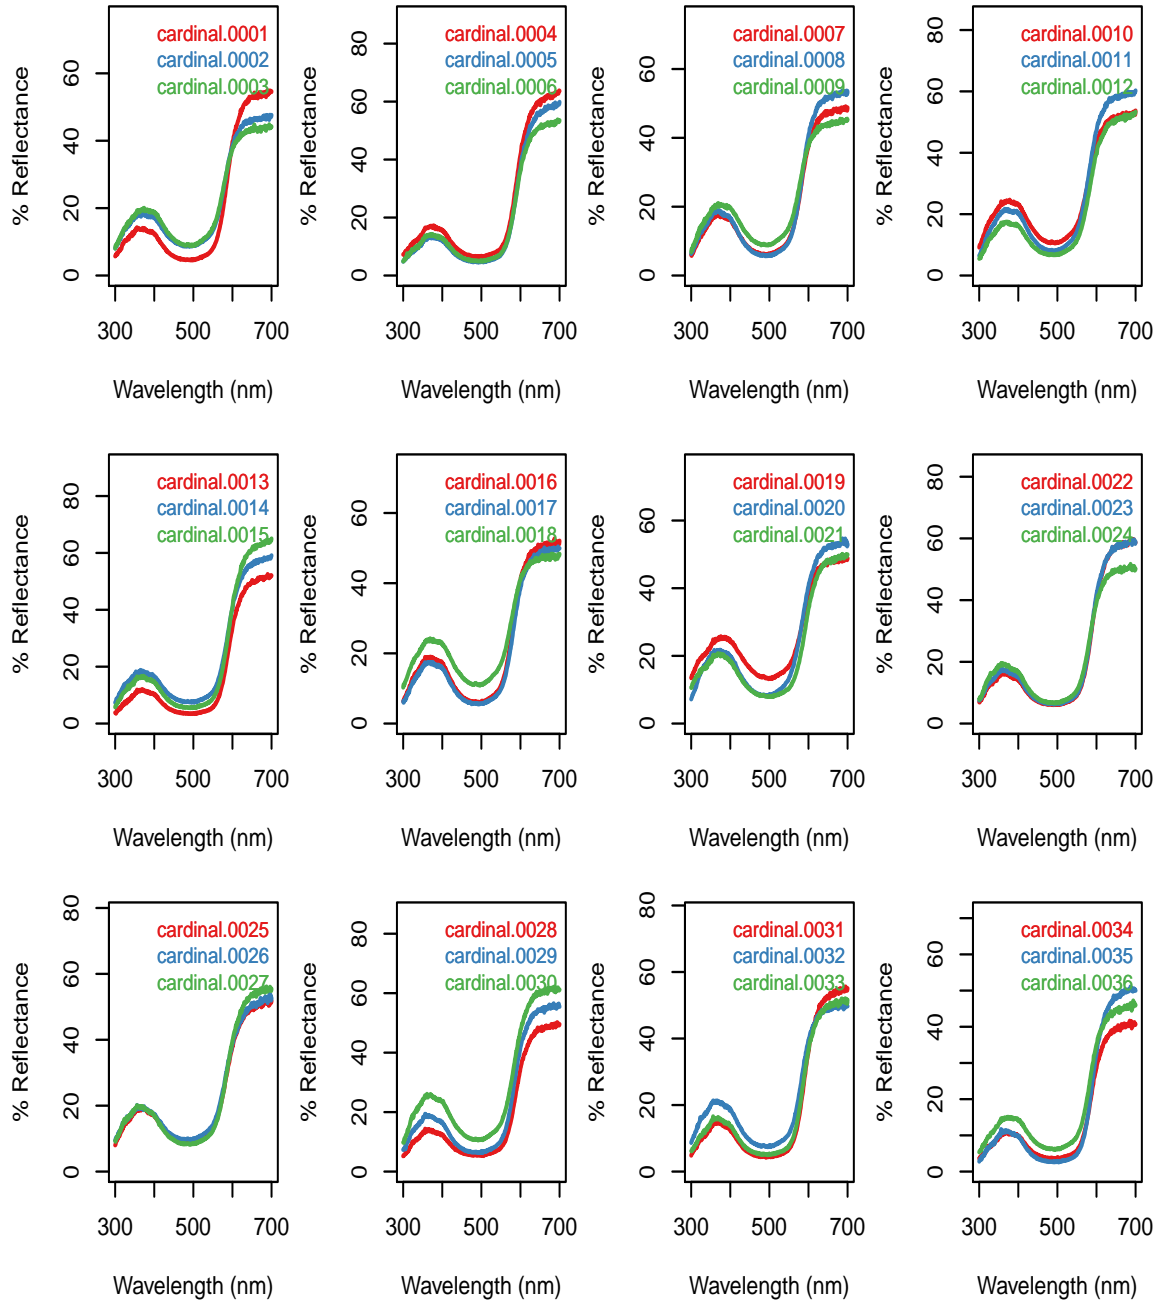 % Reflectance
0 20 40 60
cardinal.0001
cardinal.0002
cardinal.0003
300 500 700
Wavelength (nm)
% Reflectance
0 20 40 60 80
cardinal.0004
cardinal.0005
cardinal.0006
300 500 700
Wavelength (nm)
% Reflectance
0 20 40 60
cardinal.0007
cardinal.0008
cardinal.0009
300 500 700
Wavelength (nm)
% Reflectance
0 20 40 60 80
cardinal.0010
cardinal.0011
cardinal.0012
300 500 700
Wavelength (nm)
% Reflectance
0 20 40 60 80
cardinal.0013
cardinal.0014
cardinal.0015
300 500 700
Wavelength (nm)
% Reflectance
0 20 40 60
cardinal.0016
cardinal.0017
cardinal.0018
300 500 700
Wavelength (nm)
% Reflectance
0 20 40 60
cardinal.0019
cardinal.0020
cardinal.0021
300 500 700
Wavelength (nm)
% Reflectance
0 20 40 60 80
cardinal.0022
cardinal.0023
cardinal.0024
300 500 700
Wavelength (nm)
% Reflectance
0 20 40 60 80
cardinal.0025
cardinal.0026
cardinal.0027
300 500 700
Wavelength (nm)
% Reflectance
0 20 40 60 80
cardinal.0028
cardinal.0029
cardinal.0030
300 500 700
Wavelength (nm)
% Reflectance
0 20 40 60 80
cardinal.0031
cardinal.0032
cardinal.0033
300 500 700
Wavelength (nm)
% Reflectance
0 20 40 60
cardinal.0034
cardinal.0035
cardinal.0036
300 500 700
Wavelength (nm)